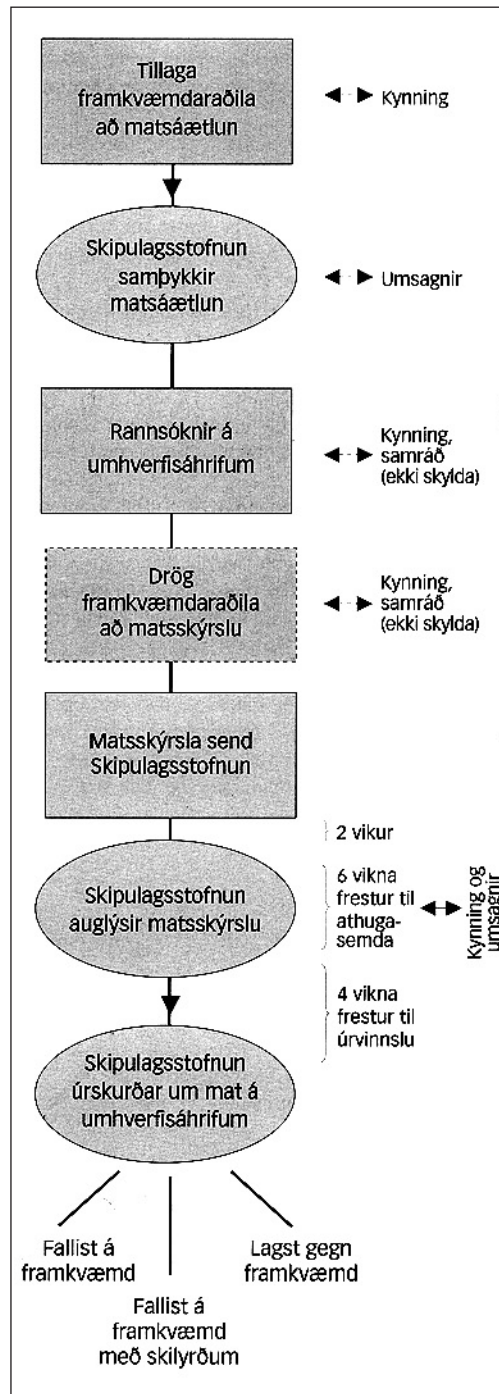 Tillaga
framkvæmdaraðila
að matsáætlun
Kynning
Skipulagsstofnun
samþykkir
matsáætlun
Umsagnir
Rannsóknir á
umhverfisáhrifum
Kynning,
samráð
(ekki skylda)
Drög
framkvæmdaraðila
að matsskýrslu
Kynning,
samráð
(ekki skylda)
Matsskýrsla send
Skipulagsstofnun
2 vikur
Skipulagsstofnun
auglýsir matsskýrslu
6 vikna
frestur til
athuga-
semda
Kynning og
umsagnir
4 vikna
frestur til
úrvinnslu
Skipulagsstofnun
úrskurðar um mat á
umhverfisáhrifum
Fallist á
framkvæmd
Fallist á
framkvæmd
með skilyrðum
Lagst gegn
framkvæmd